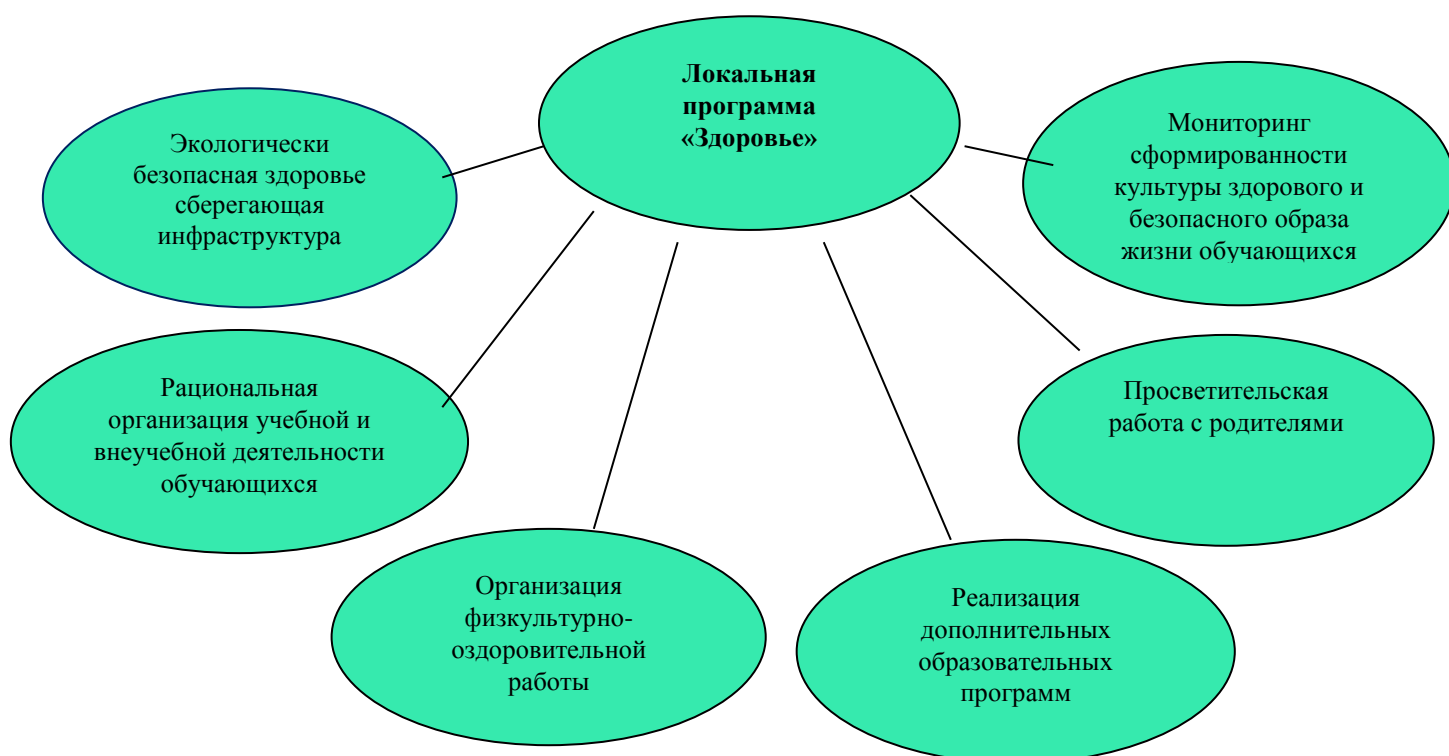 Локальная
программа
«Здоровье»
Экологически
безопасная здоровье
сберегающая
инфраструктура
Мониторинг
сформированности
культуры здорового и
безопасного образа
жизни обучающихся
Рациональная
организация учебной и
внеучебной деятельности
обучающихся
Просветительская
работа с родителями
Организация
физкультурно-
оздоровительной
работы
Реализация
дополнительных
образовательных
программ